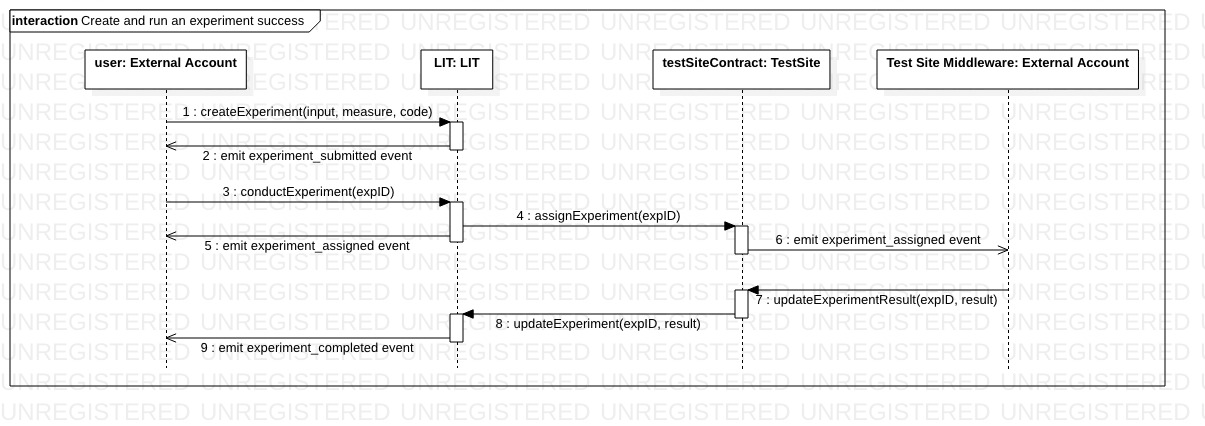 interaction Create and run an experiment success
user: External Account
LIT: LIT
testSiteContract: TestSite
Test Site Middleware: External Account
1 : createExperiment(input, measure, code)
2 : emit experiment_submitted event
3 : conductExperiment(expID)
4 : assignExperiment(expID)
5 : emit experiment_assigned event
6 : emit experiment_assigned event
7 : updateExperimentResult(expID, result)
8 : updateExperiment(expID, result)
9 : emit experiment_completed event
UNREGISTERED UNREGISTERED UNREGISTERED UNREGISTERED UNREGISTERED UNREGISTERED